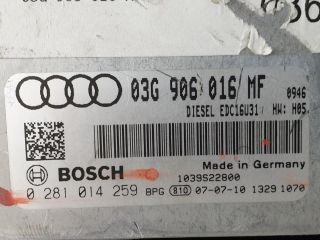 03G 906 016 MF 0946
DIESEL EDC16U31 HW: H05.
Made in Germany
BOSCH 1039S22800
0 281 014 259 BPG 810 07-07-10 1329 1070